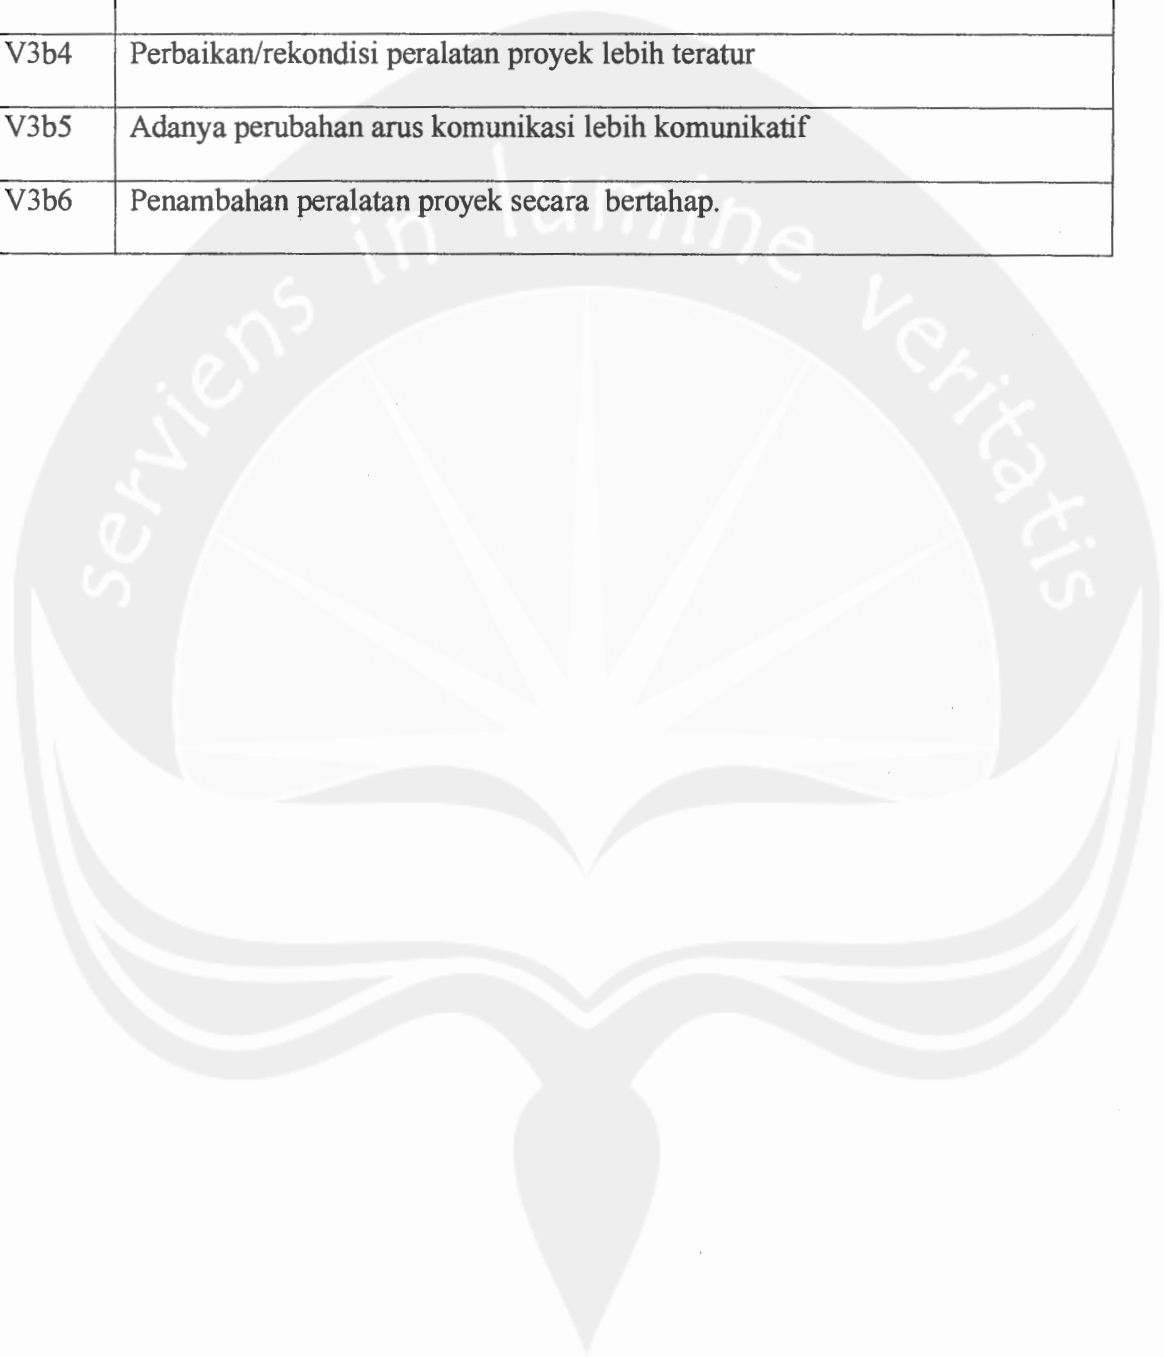 V3b4 Perbaikan/rekondisi peralatan proyek lebih teratur
V3b5 Adanya perubahan arus komunikasi lebih komunikatif
V3b6 Penambahan peralatan proyek secara bertahap.
serviens in lumine veritatis